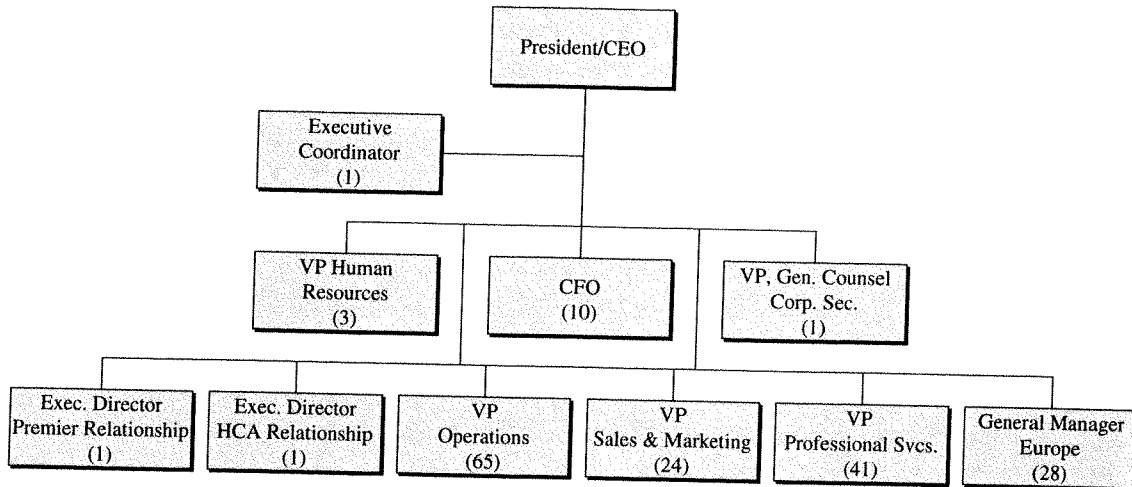 President/CEO
Executive
Coordinator
(1)
VP Human
Resources
(3)
CFO
(10)
VP, Gen. Counsel
Corp. Sec.
(1)
Exec. Director
Premier Relationship
(1)
Exec. Director
HCA Relationship
(1)
VP
Operations
(65)
VP
Sales & Marketing
(24)
VP
Professional Svcs.
(41)
General Manager
Europe
(28)